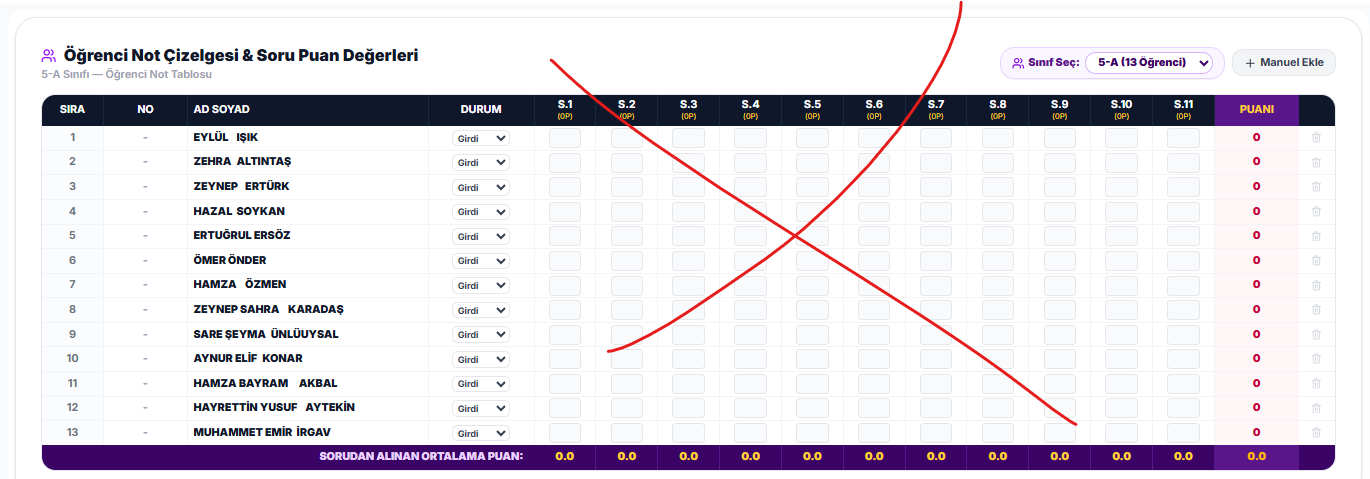 Öğrenci Not Çizelgesi & Soru Puan Değerleri
5-A Sınıfı — Öğrenci Not Tablosu
Sınıf Seç: 5-A (13 Öğrenci) + Manuel Ekle
SIRA NO AD SOYAD DURUM S.1 S.2 S.3 S.4 S.5 S.6 S.7 S.8 S.9 S.10 S.11 PUANI
(0P) (0P) (0P) (0P) (0P) (0P) (0P) (0P) (0P) (0P) (0P)
1 - EYLÜL IŞIK Girdi 0
2 - ZEHRA ALTINTAŞ Girdi 0
3 - ZEYNEP ERTÜRK Girdi 0
4 - HAZAL SOYKAN Girdi 0
5 - ERTUĞRUL ERSÖZ Girdi 0
6 - ÖMER ÖNDER Girdi 0
7 - HAMZA ÖZMEN Girdi 0
8 - ZEYNEP SAHRA KARADAŞ Girdi 0
9 - SARE ŞEYMA ÜNLÜUYSAL Girdi 0
10 - AYNUR ELİF KONAR Girdi 0
11 - HAMZA BAYRAM AKBAL Girdi 0
12 - HAYRETTİN YUSUF AYTEKİN Girdi 0
13 - MUHAMMET EMİR İRGAV Girdi 0
SORUDAN ALINAN ORTALAMA PUAN: 0.0 0.0 0.0 0.0 0.0 0.0 0.0 0.0 0.0 0.0 0.0 0.0